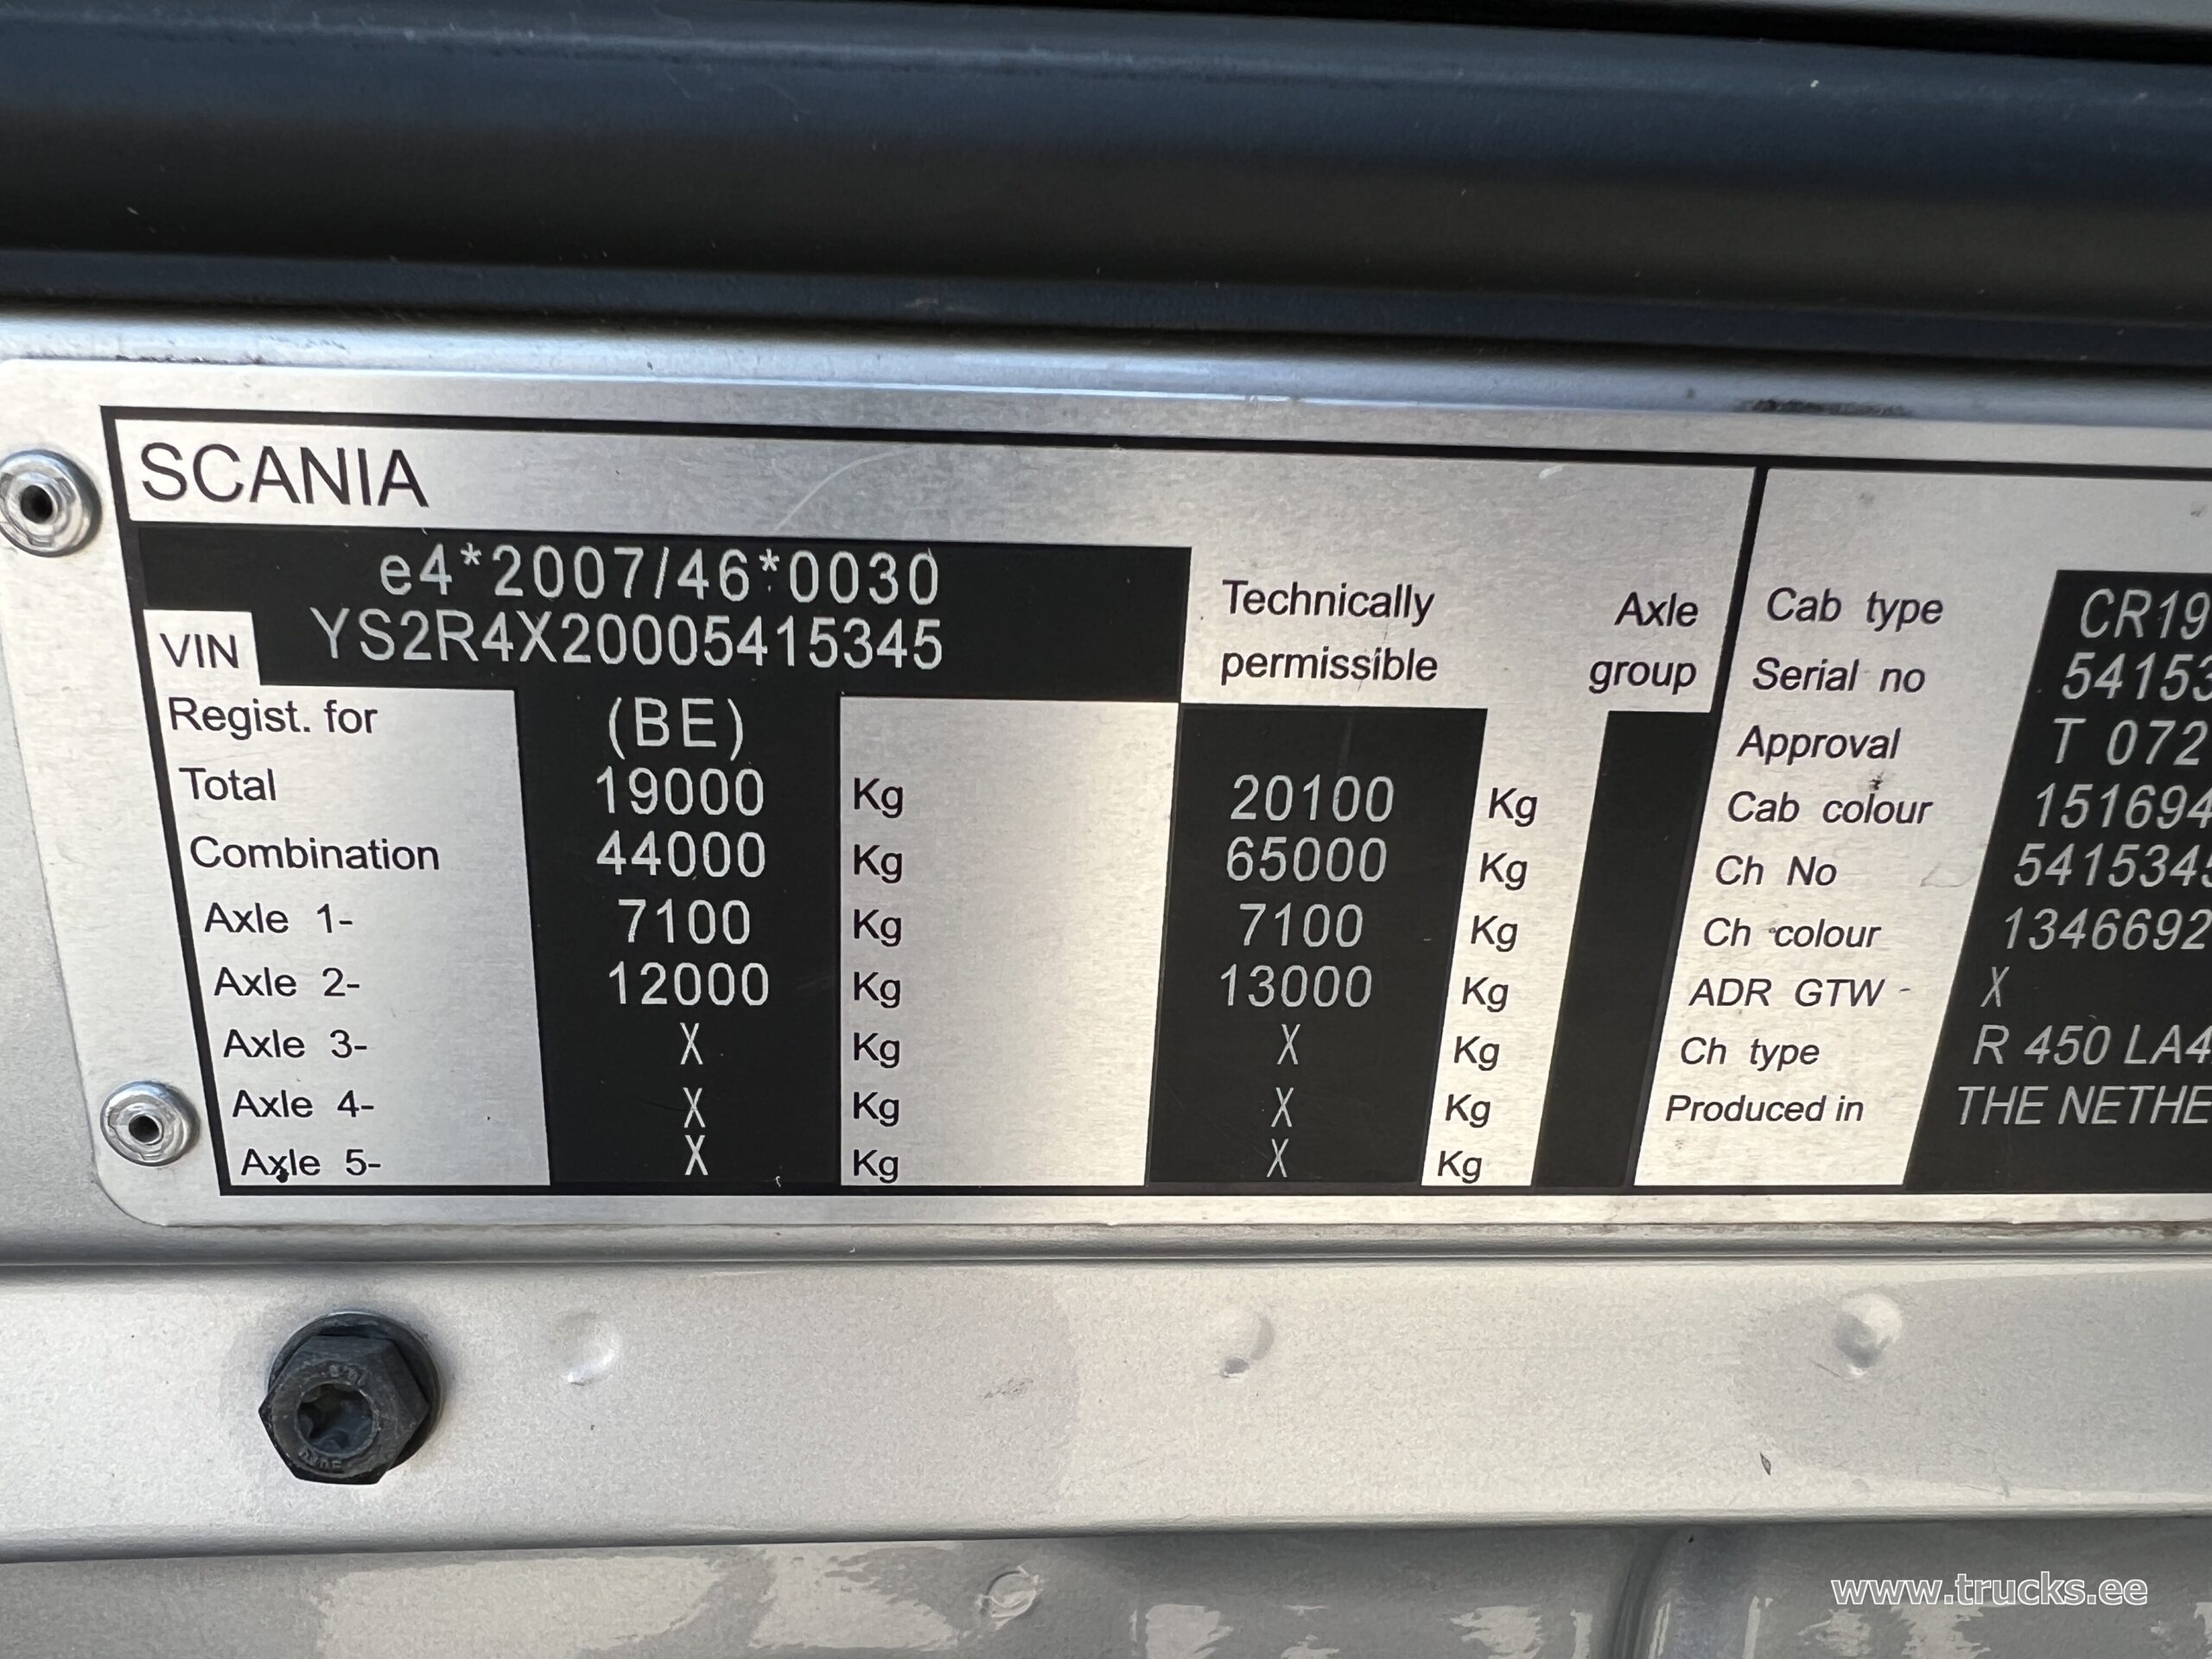 SCANIA
e4*2007/46*0030
VIN YS2R4X20005415345
Technically permissible
Axle group
Regist. for (BE)
Total 19000 Kg 20100 Kg
Combination 44000 Kg 65000 Kg
Axle 1- 7100 Kg 7100 Kg
Axle 2- 12000 Kg 13000 Kg
Axle 3- X Kg X Kg
Axle 4- X Kg X Kg
Axle 5- X Kg X Kg
Cab type CR19
Serial no 54153
Approval T 072
Cab colour 151694
Ch No 5415345
Ch colour 1346692
ADR GTW - X
Ch type R 450 LA4
Produced in THE NETHE
www.trucks.ee